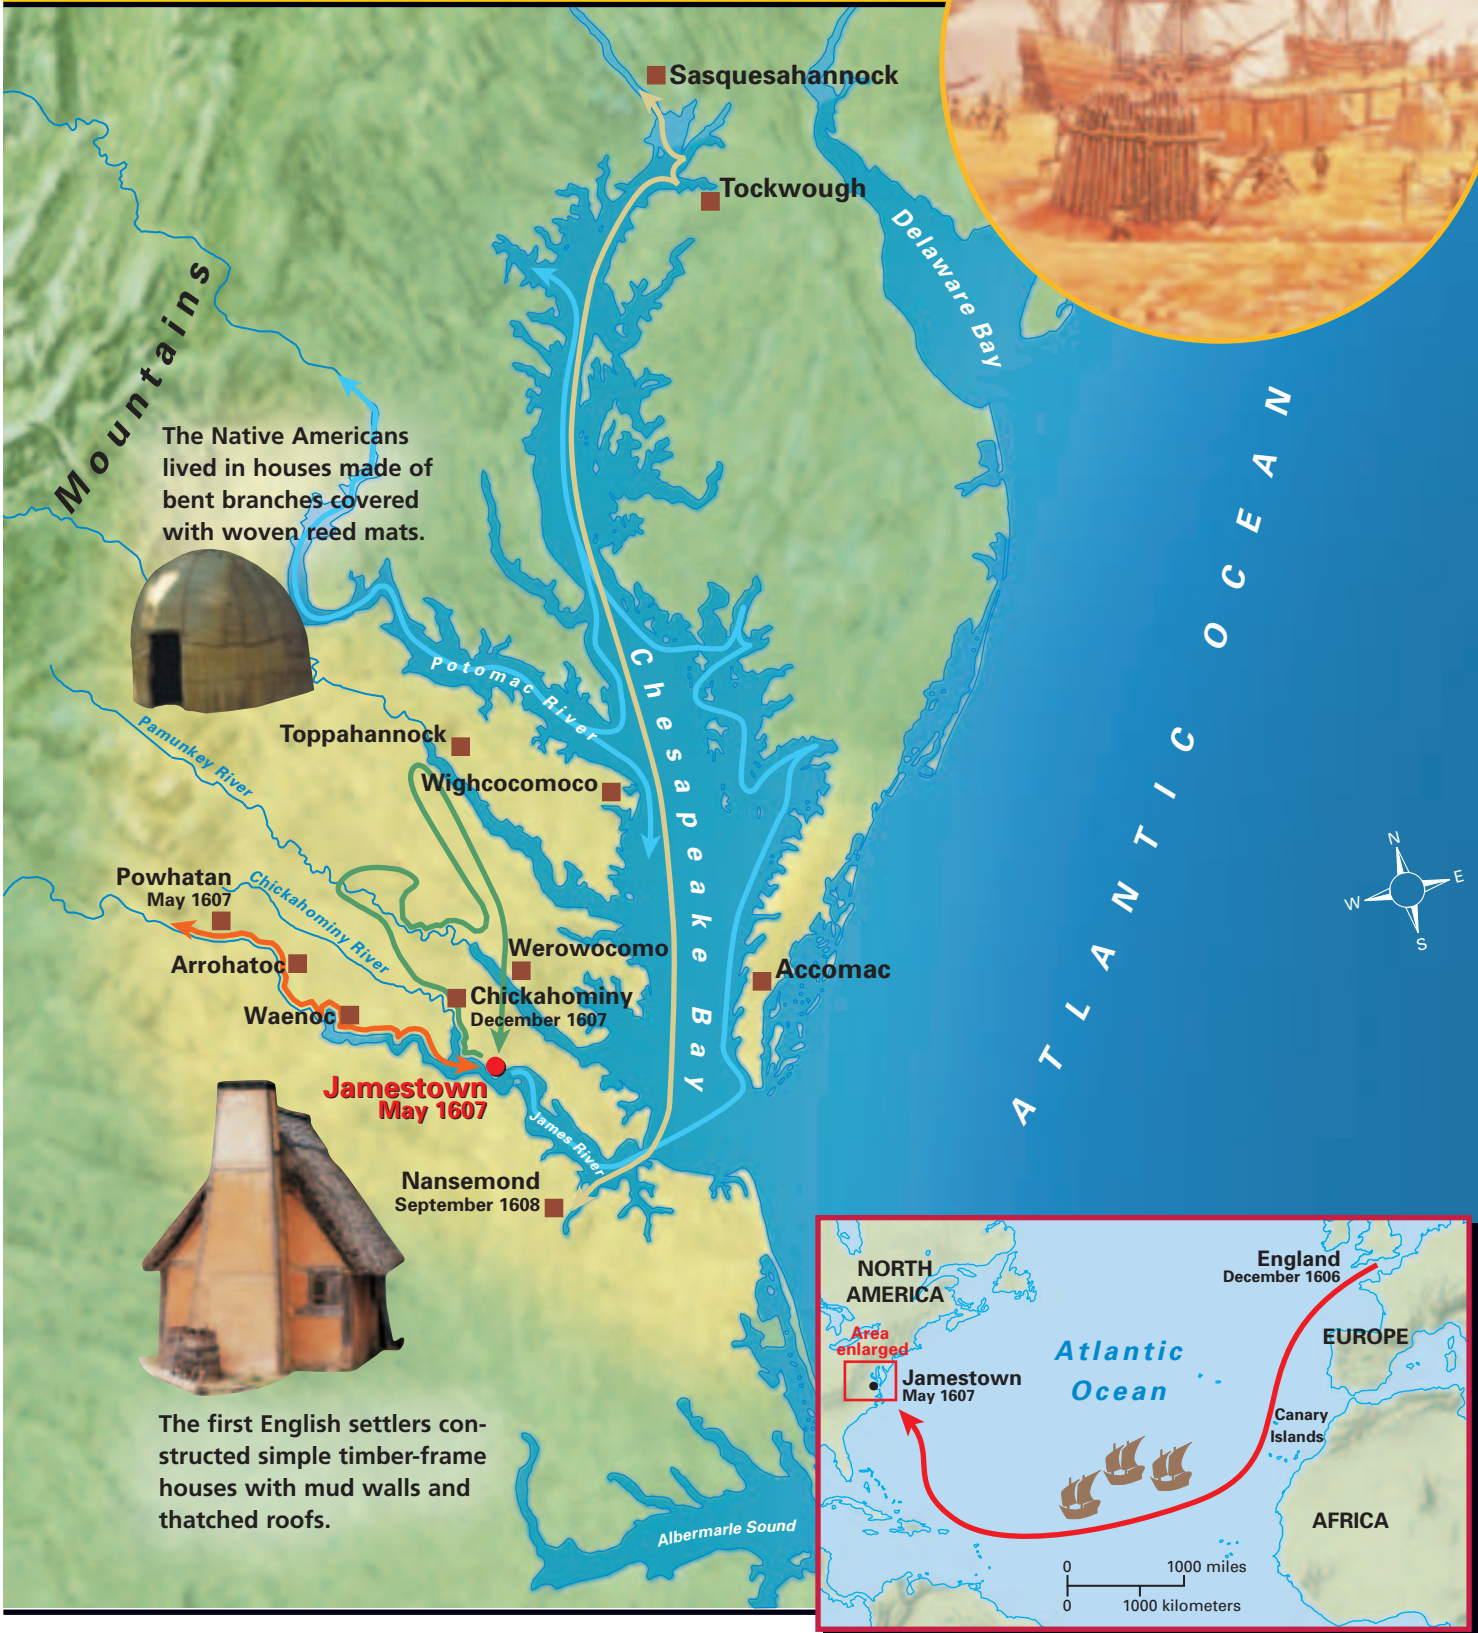 Sasquesahannock
Tockwough
Delaware Bay
Mountains
The Native Americans
lived in houses made of
bent branches covered
with woven reed mats.
ATLANTIC OCEAN
Potomac River
Chesapeake Bay
Pamunkey River
Toppahannock
Wighcocomoco
Powhatan
May 1607
Chickahominy River
Arrohatoc
Werowocomo
Accomac
Chickahominy
December 1607
Waenoc
Jamestown
May 1607
James River
Nansemond
September 1608
N
E
W
S
The first English settlers con-
structed simple timber-frame
houses with mud walls and
thatched roofs.
Albermarle Sound
NORTH
AMERICA
England
December 1606
Area
enlarged
Atlantic
Ocean
EUROPE
Jamestown
May 1607
Canary
Islands
AFRICA
0 1000 miles
0 1000 kilometers